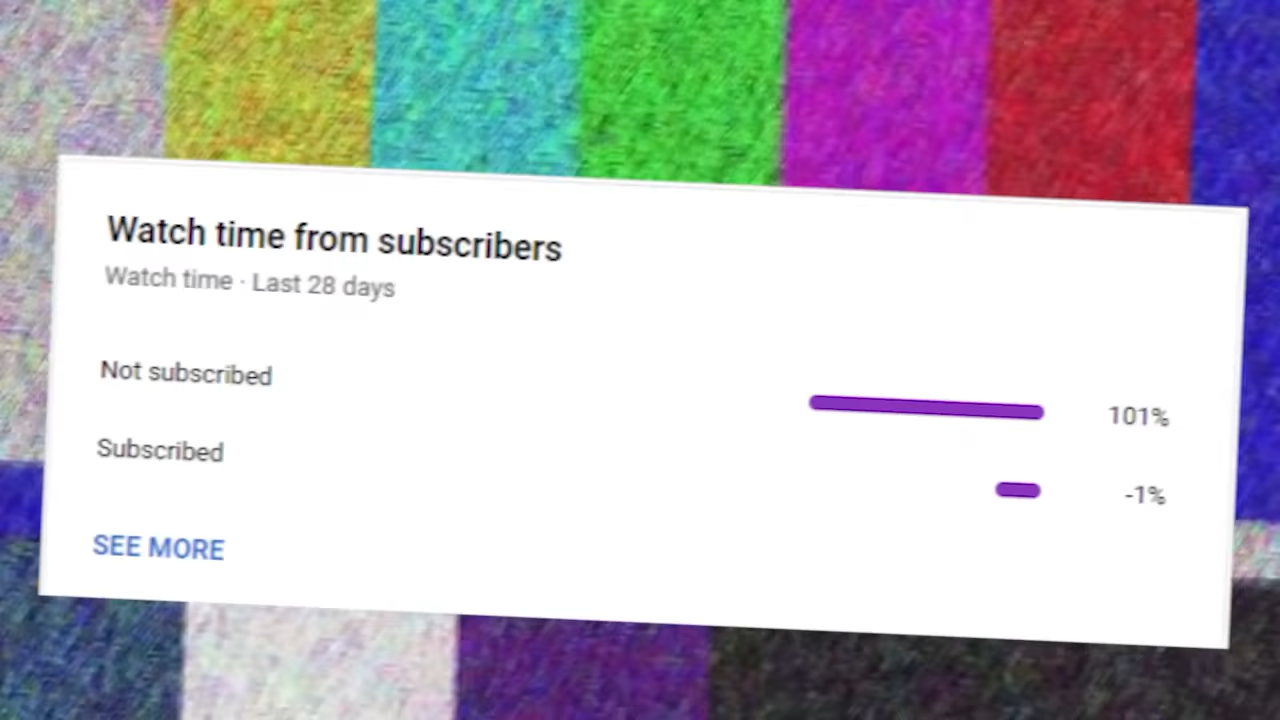 Watch time from subscribers
Watch time · Last 28 days
Not subscribed 101%
Subscribed -1%
SEE MORE